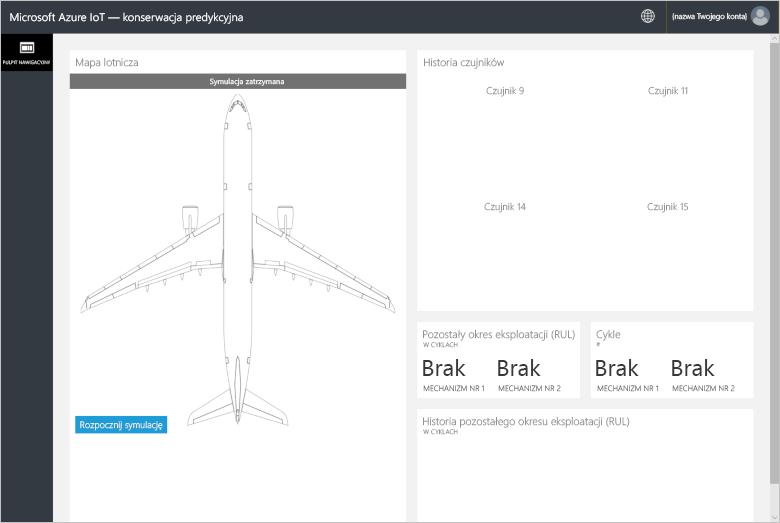 Microsoft Azure IoT — konserwacja predykcyjna
(nazwa Twojego konta)
PULPIT NAWIGACYJNY
Mapa lotnicza
Symulacja zatrzymana
Rozpocznij symulację
Historia czujników
Czujnik 9
Czujnik 11
Czujnik 14
Czujnik 15
Pozostały okres eksploatacji (RUL)
W CYKLACH
Brak Brak
MECHANIZM NR 1 MECHANIZM NR 2
Cykle
#
Brak Brak
MECHANIZM NR 1 MECHANIZM NR 2
Historia pozostałego okresu eksploatacji (RUL)
W CYKLACH